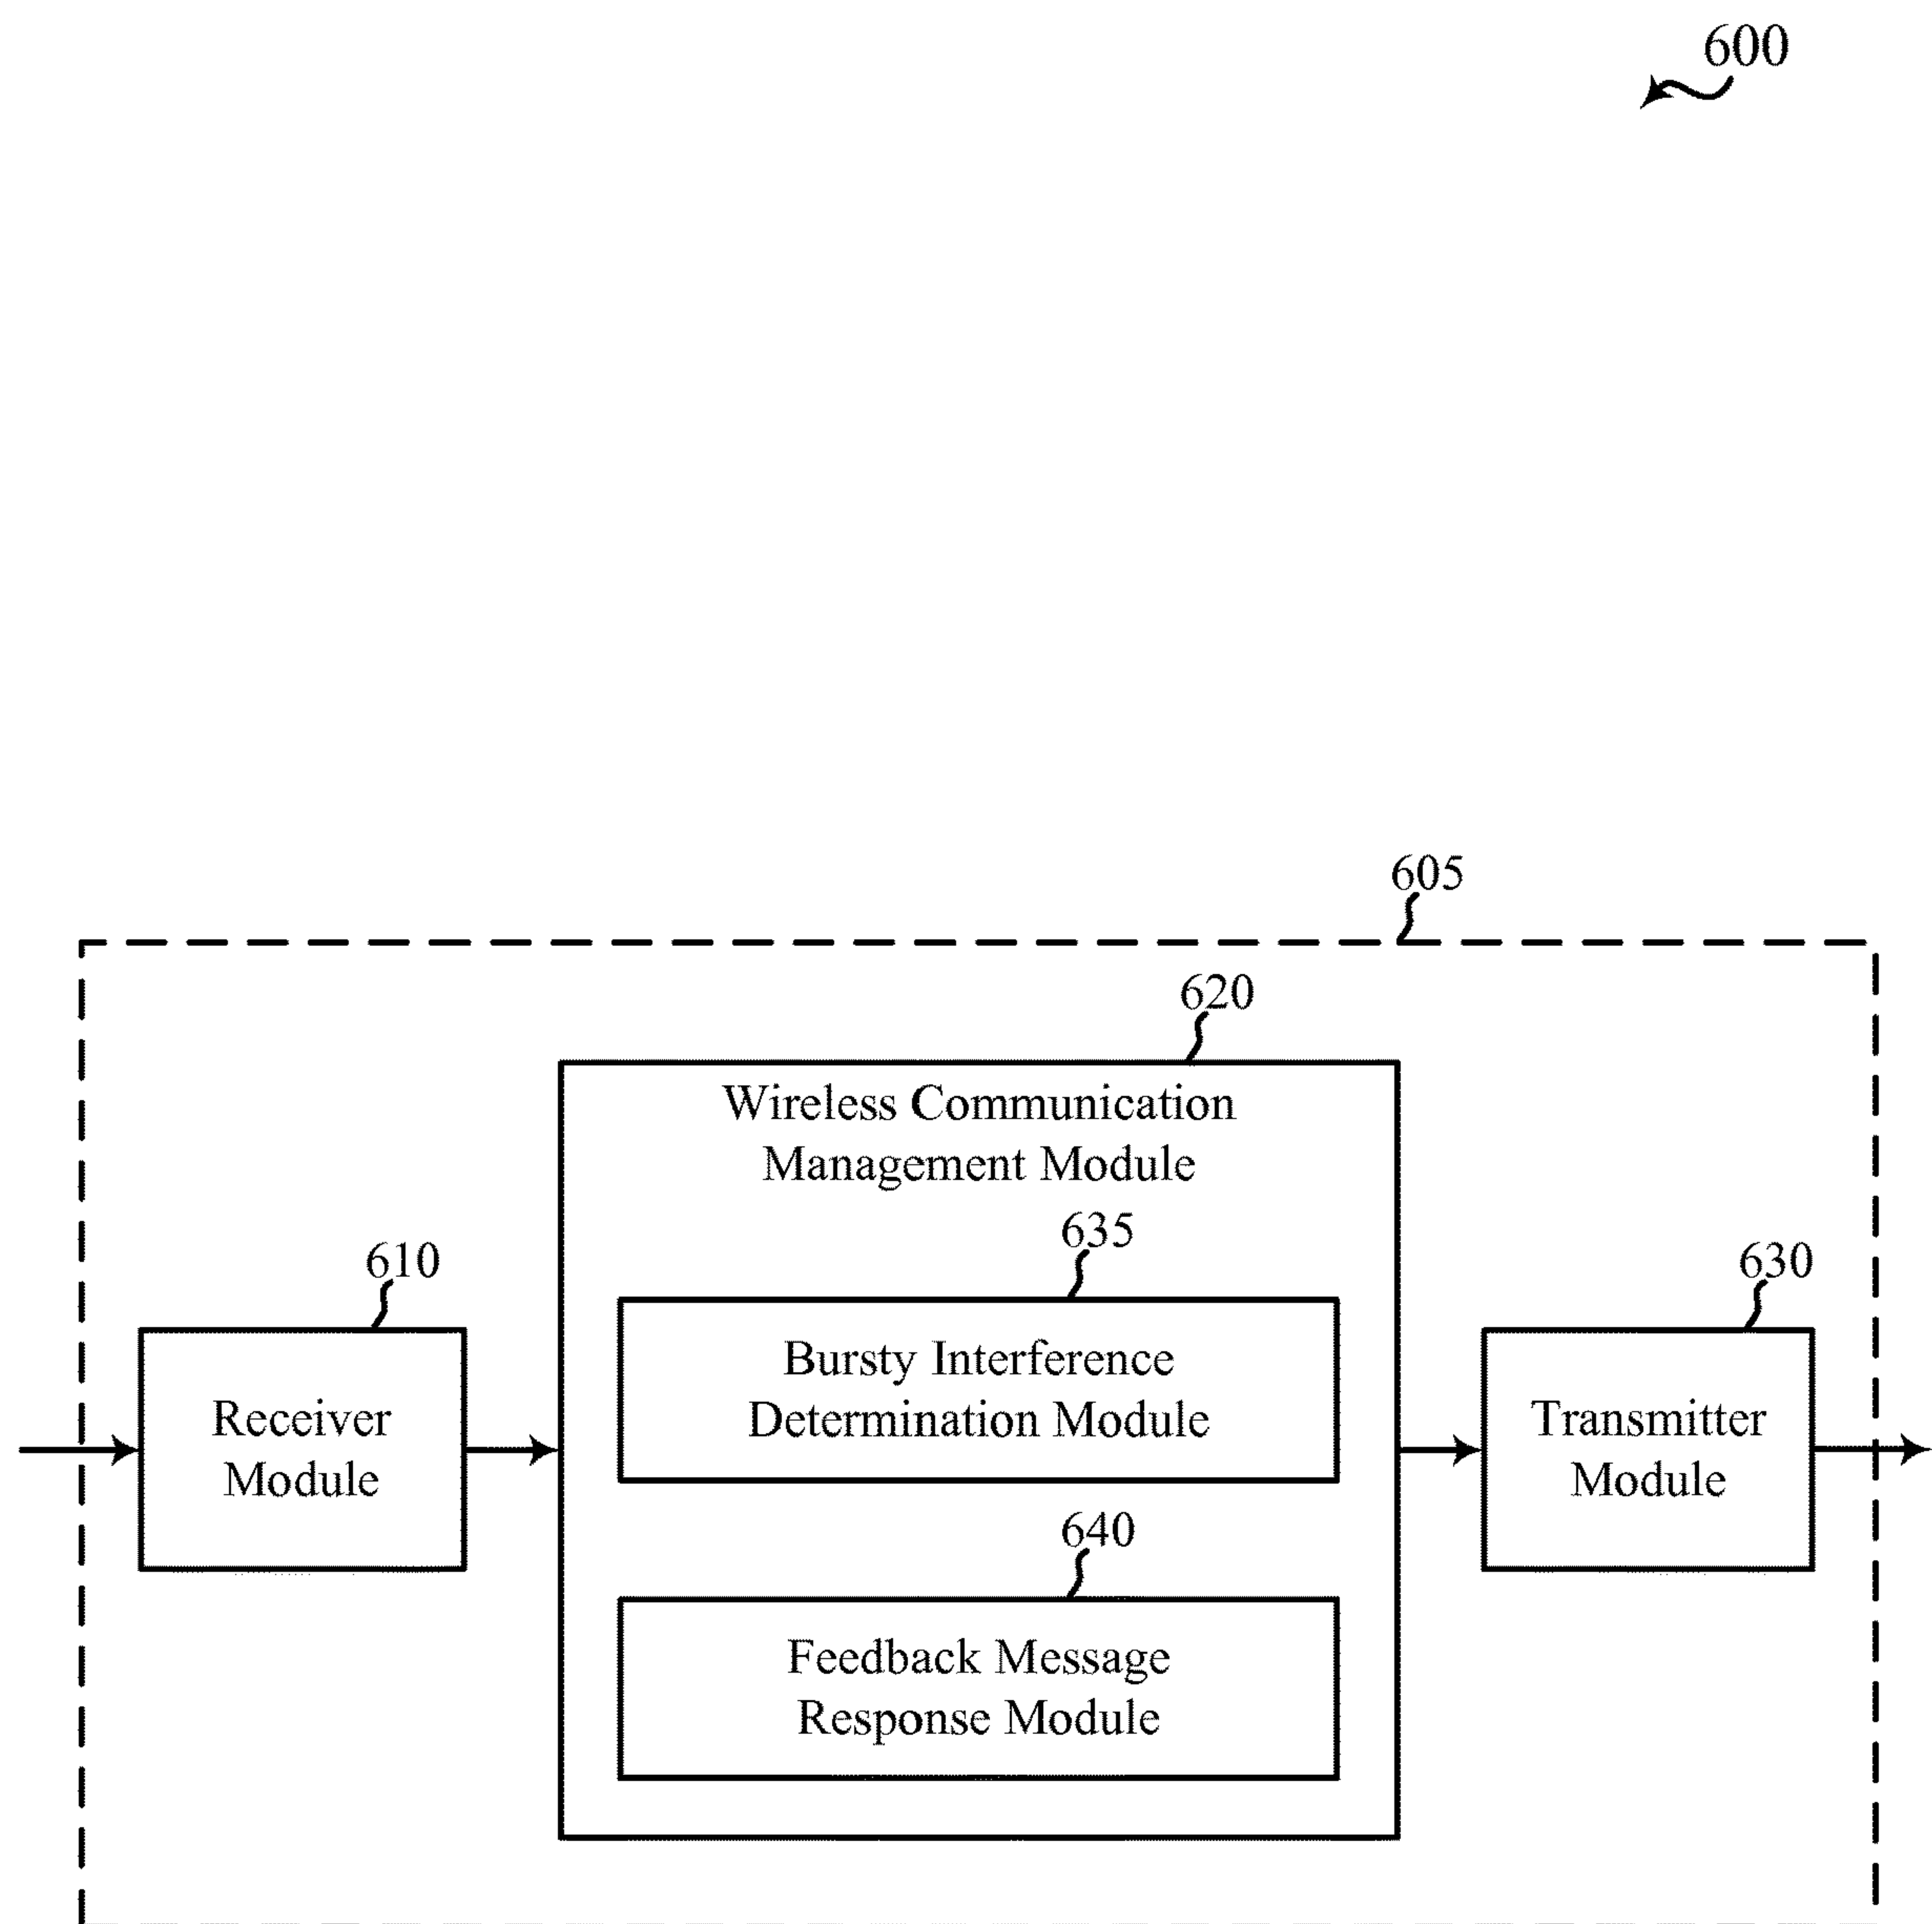 600
605
620
Wireless Communication
Management Module
635
610
630
Bursty Interference
Determination Module
Receiver
Module
Transmitter
Module
640
Feedback Message
Response Module